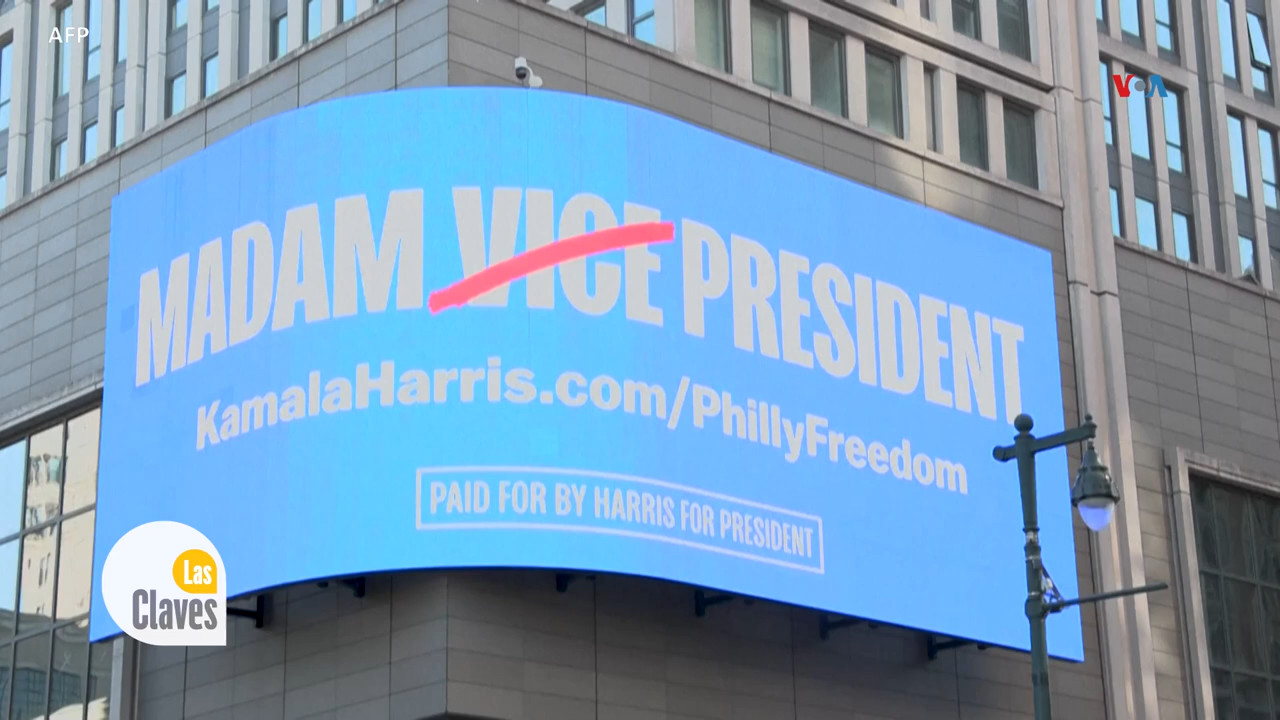 AFP
VOA
MADAM VICE PRESIDENT
KamalaHarris.com/PhillyFreedom
PAID FOR BY HARRIS FOR PRESIDENT
Las
Claves